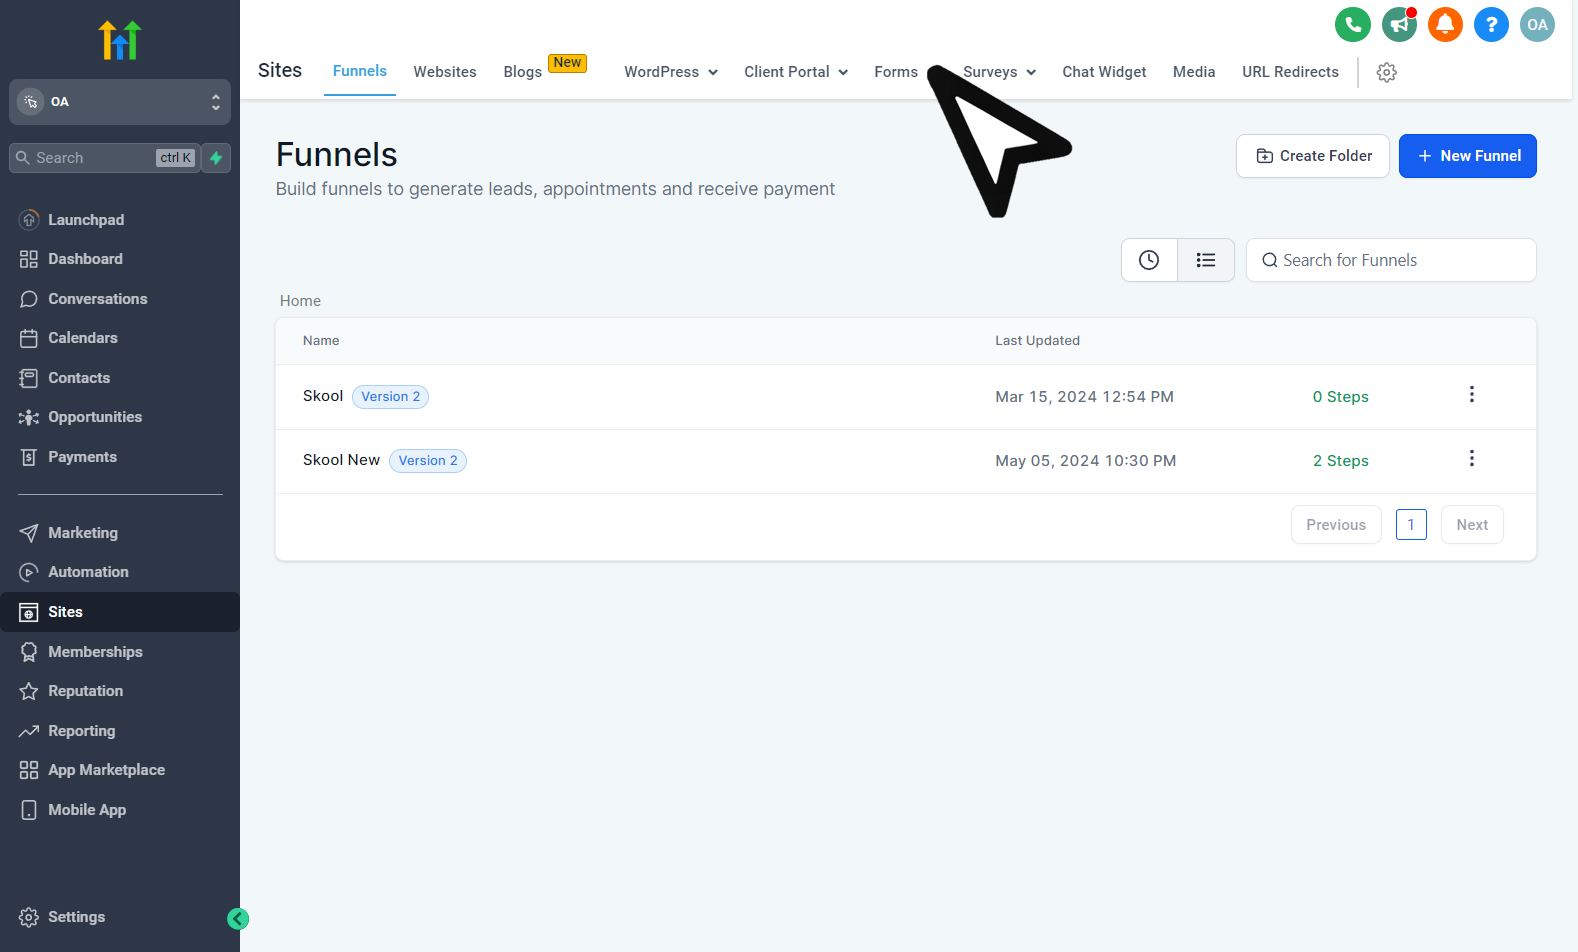 OA
Search ctrl K
Launchpad
Dashboard
Conversations
Calendars
Contacts
Opportunities
Payments
Marketing
Automation
Sites
Memberships
Reputation
Reporting
App Marketplace
Mobile App
Settings
OA
Sites Funnels Websites Blogs New WordPress Client Portal Forms Surveys Chat Widget Media URL Redirects
Funnels
Build funnels to generate leads, appointments and receive payment
Create Folder + New Funnel
Search for Funnels
Home
Name Last Updated
Skool Version 2 Mar 15, 2024 12:54 PM 0 Steps
Skool New Version 2 May 05, 2024 10:30 PM 2 Steps
Previous 1 Next